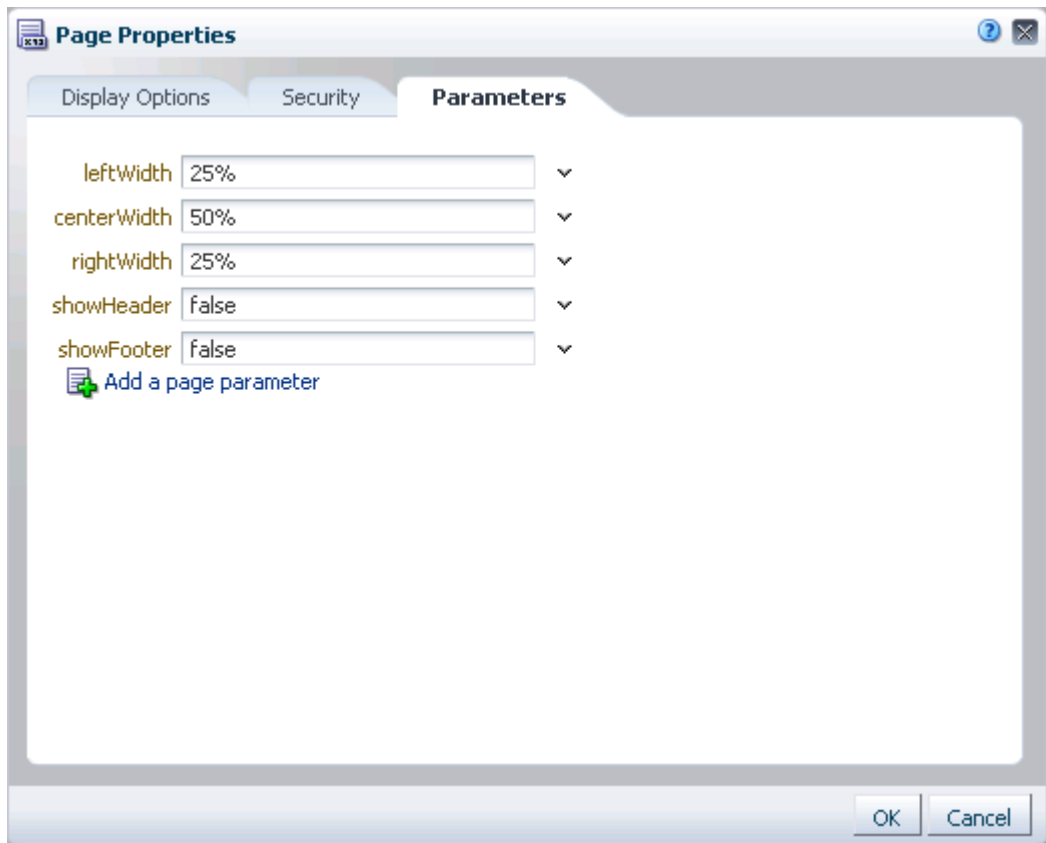 Page Properties
Display Options Security Parameters
leftWidth 25%
centerWidth 50%
rightWidth 25%
showHeader false
showFooter false
Add a page parameter
OK Cancel